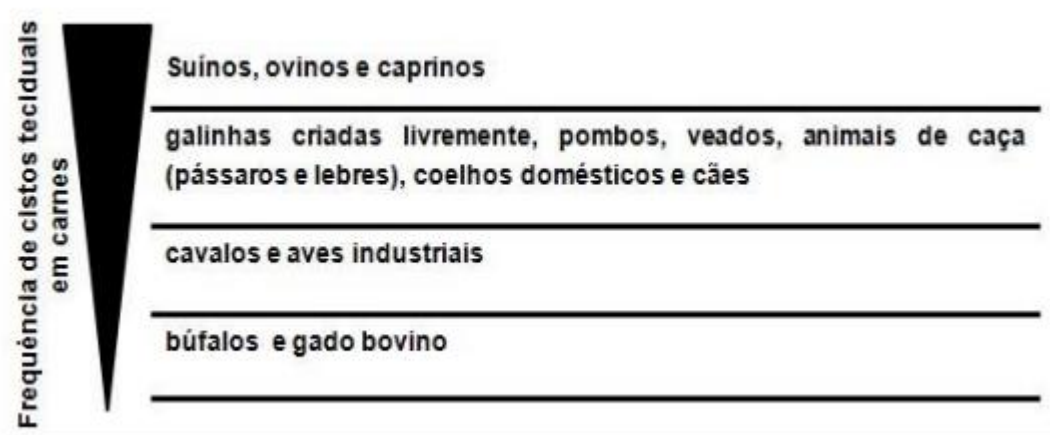 Frequência de cistos teciduais
em carnes
Suínos, ovinos e caprinos
galinhas criadas livremente, pombos, veados, animais de caça
(pássaros e lebres), coelhos domésticos e cães
cavalos e aves industriais
búfalos e gado bovino